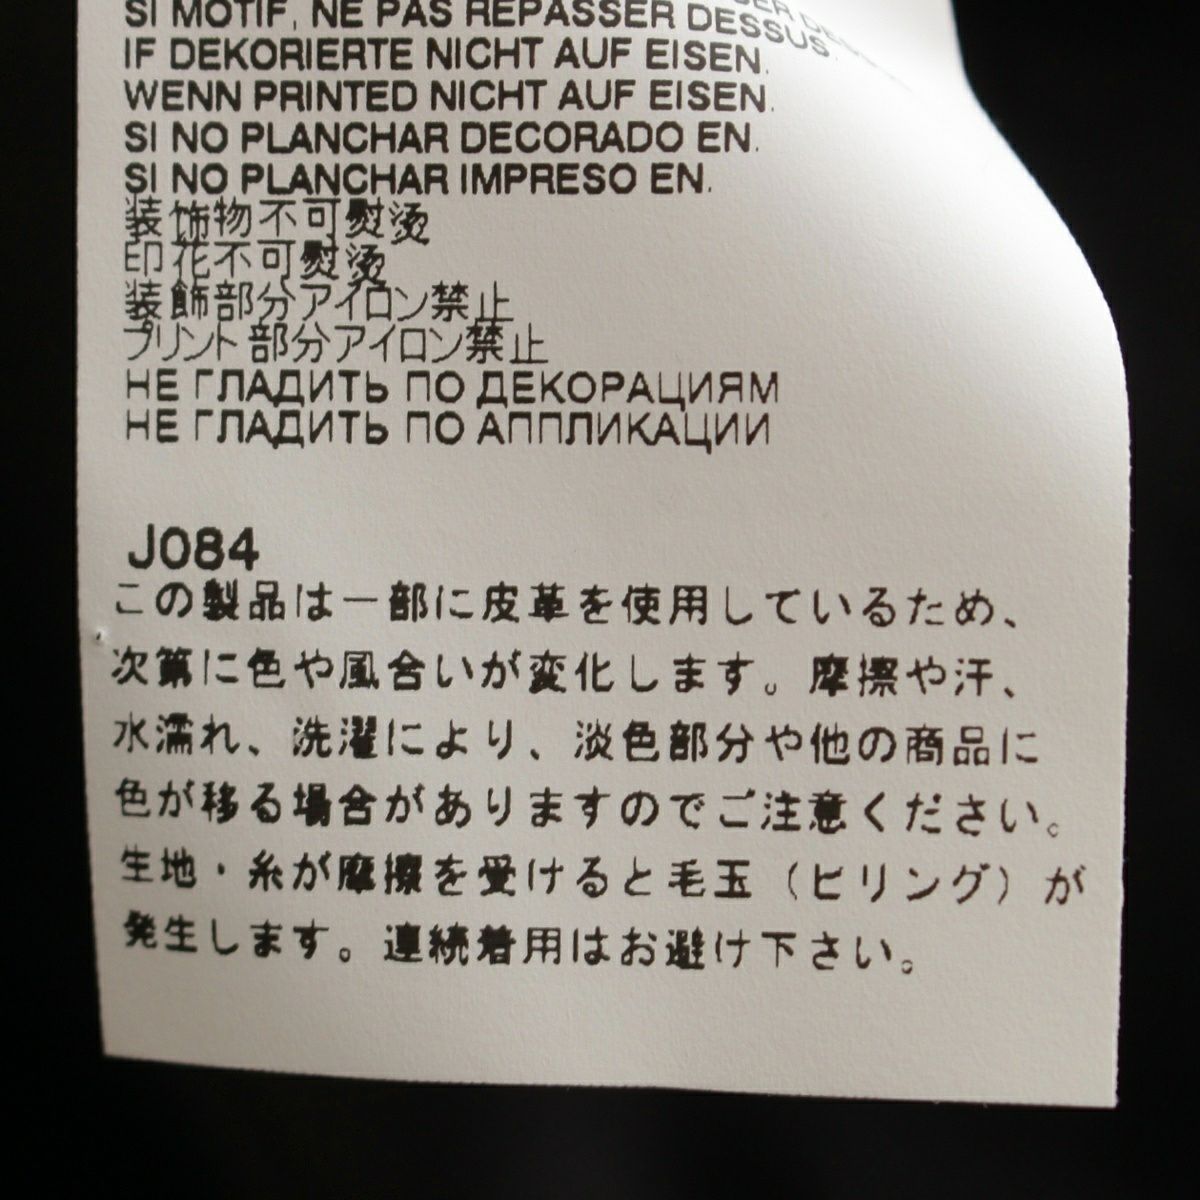 SI MOTIF, NE PAS REPASSER DESSUS.
IF DEKORIERTE NICHT AUF EISEN.
WENN PRINTED NICHT AUF EISEN.
SI NO PLANCHAR DECORADO EN.
SI NO PLANCHAR IMPRESO EN.
装饰物不可熨烫
印花不可熨烫
装飾部分アイロン禁止
プリント部分アイロン禁止
НЕ ГЛАДИТЬ ПО ДЕКОРАЦИЯМ
НЕ ГЛАДИТЬ ПО АППЛИКАЦИИ
J084
この製品は一部に皮革を使用しているため、
次第に色や風合いが変化します。摩擦や汗、
水濡れ、洗濯により、淡色部分や他の商品に
色が移る場合がありますのでご注意ください。
生地・糸が摩擦を受けると毛玉（ピリング）が
発生します。連続着用はお避け下さい。